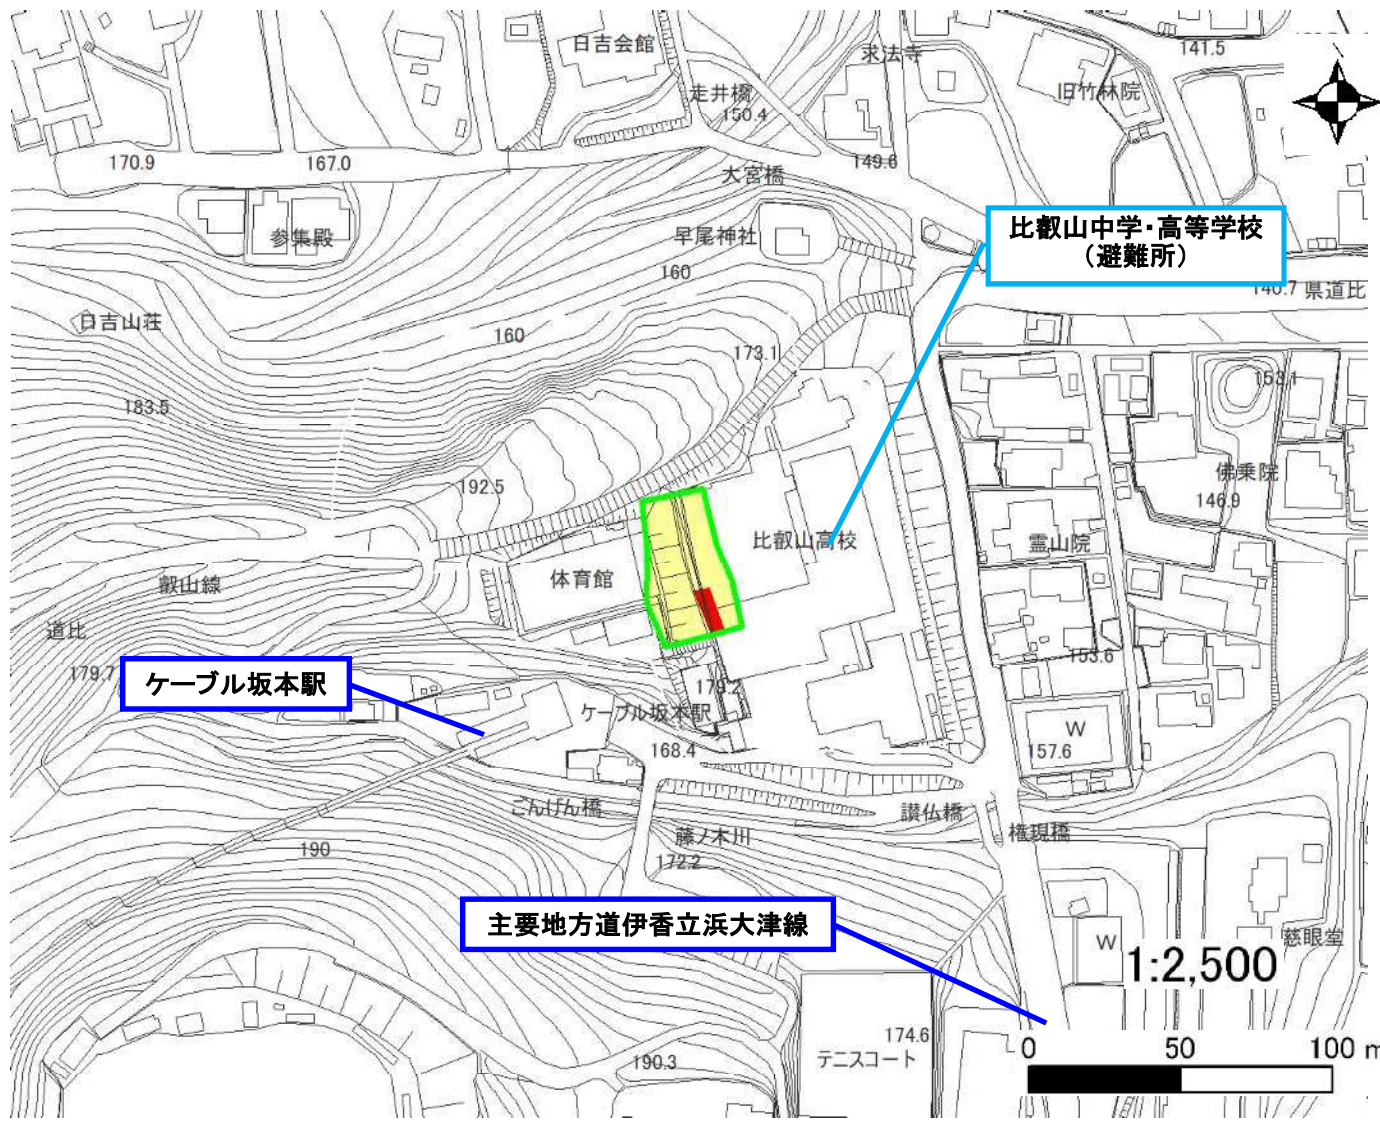 日吉会館
求法寺
141.5
走井橋
150.4
旧竹林院
170.9
167.0
149.6
大宮橋
参集殿
早尾神社
比叡山中学・高等学校
（避難所）
160
140.7 県道比
日吉山荘
160
173.1
183.5
153.1
192.5
佛乗院
146.9
比叡山高校
霊山院
体育館
叡山線
道比
153.6
179.7
ケーブル坂本駅
179.2
ケーブル坂本駅
W
168.4
157.6
ごんげん橋
讃仏橋
権現橋
藤ノ木川
190
172.2
主要地方道伊香立浜大津線
W
慈眼堂
1:2,500
174.6
テニスコート
190.3
0 50 100 m